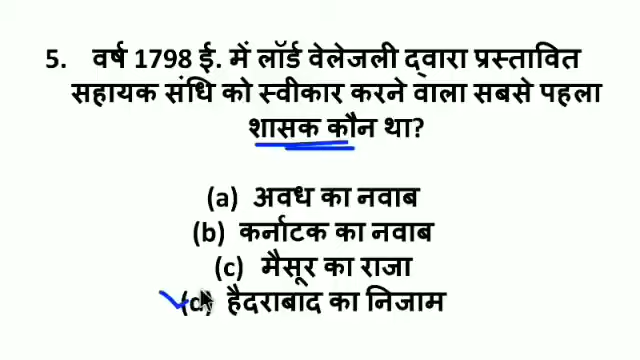 5. वर्ष 1798 ई. में लॉर्ड वेलेजली द्वारा प्रस्तावित
सहायक संधि को स्वीकार करने वाला सबसे पहला
शासक कौन था?
(a) अवध का नवाब
(b) कर्नाटक का नवाब
(c) मैसूर का राजा
(d) हैदराबाद का निजाम